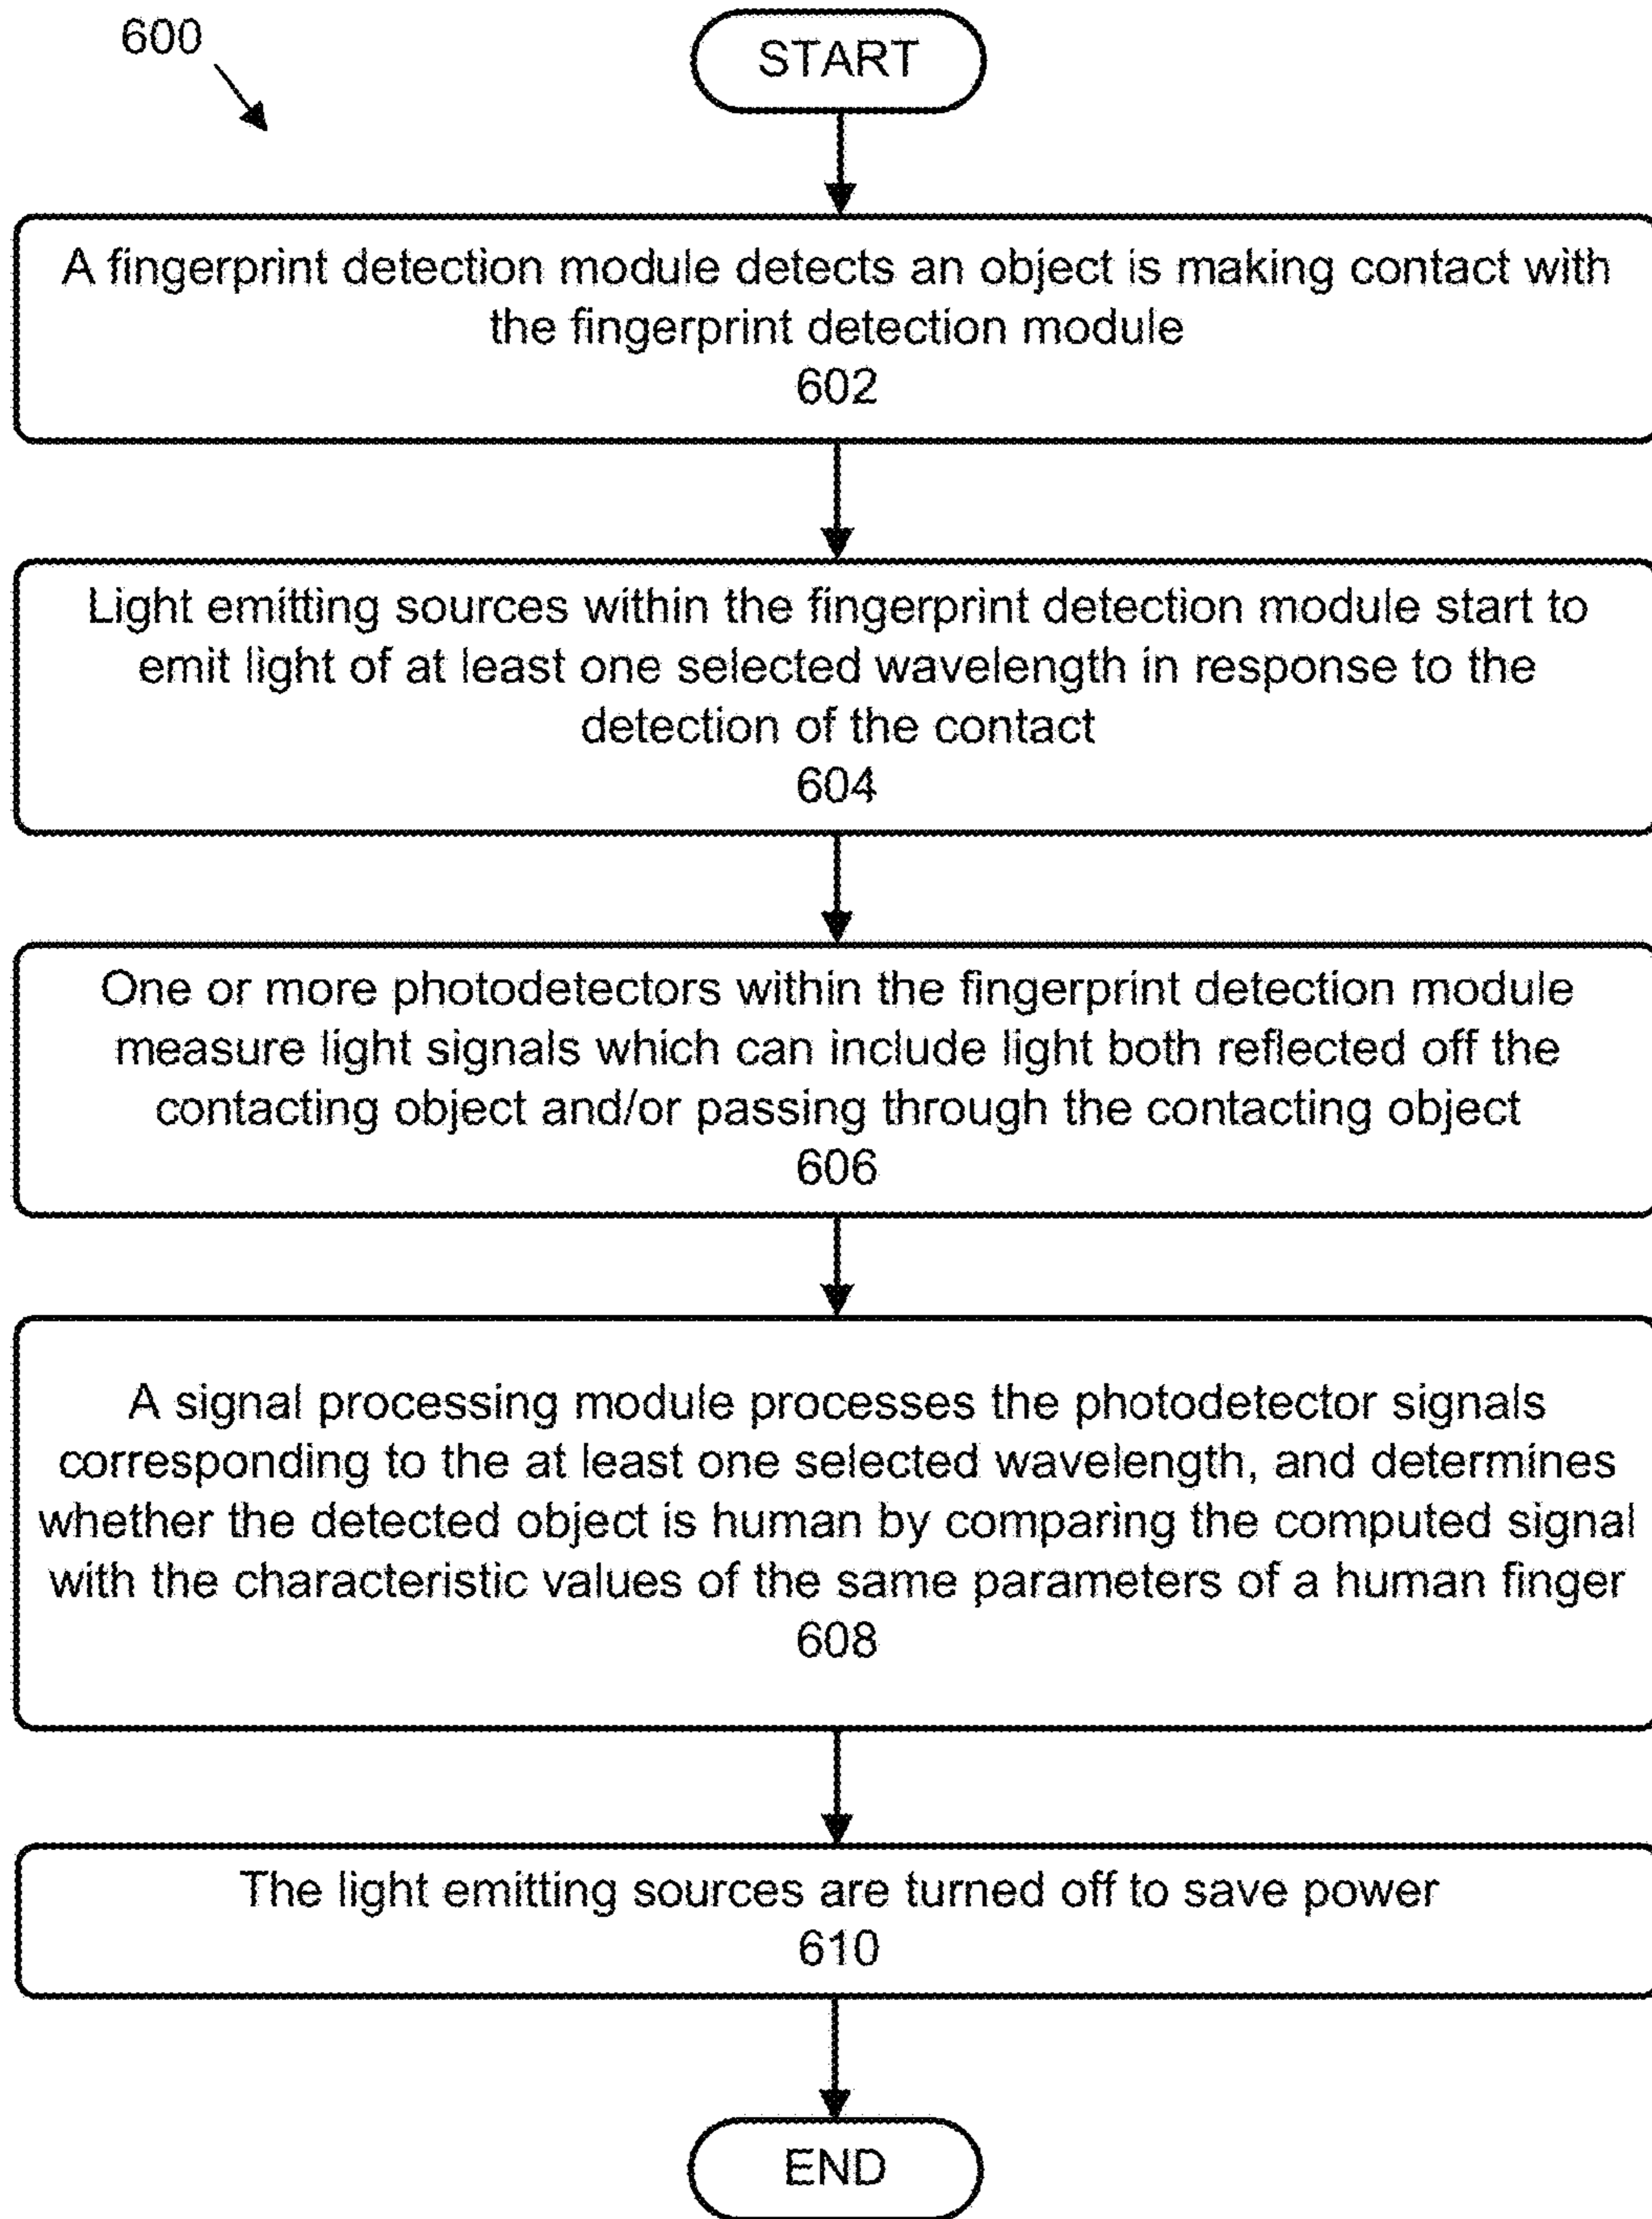 600
START
A fingerprint detection module detects an object is making contact with
the fingerprint detection module
602
Light emitting sources within the fingerprint detection module start to
emit light of at least one selected wavelength in response to the
detection of the contact
604
One or more photodetectors within the fingerprint detection module
measure light signals which can include light both reflected off the
contacting object and/or passing through the contacting object
606
A signal processing module processes the photodetector signals
corresponding to the at least one selected wavelength, and determines
whether the detected object is human by comparing the computed signal
with the characteristic values of the same parameters of a human finger
608
The light emitting sources are turned off to save power
610
END